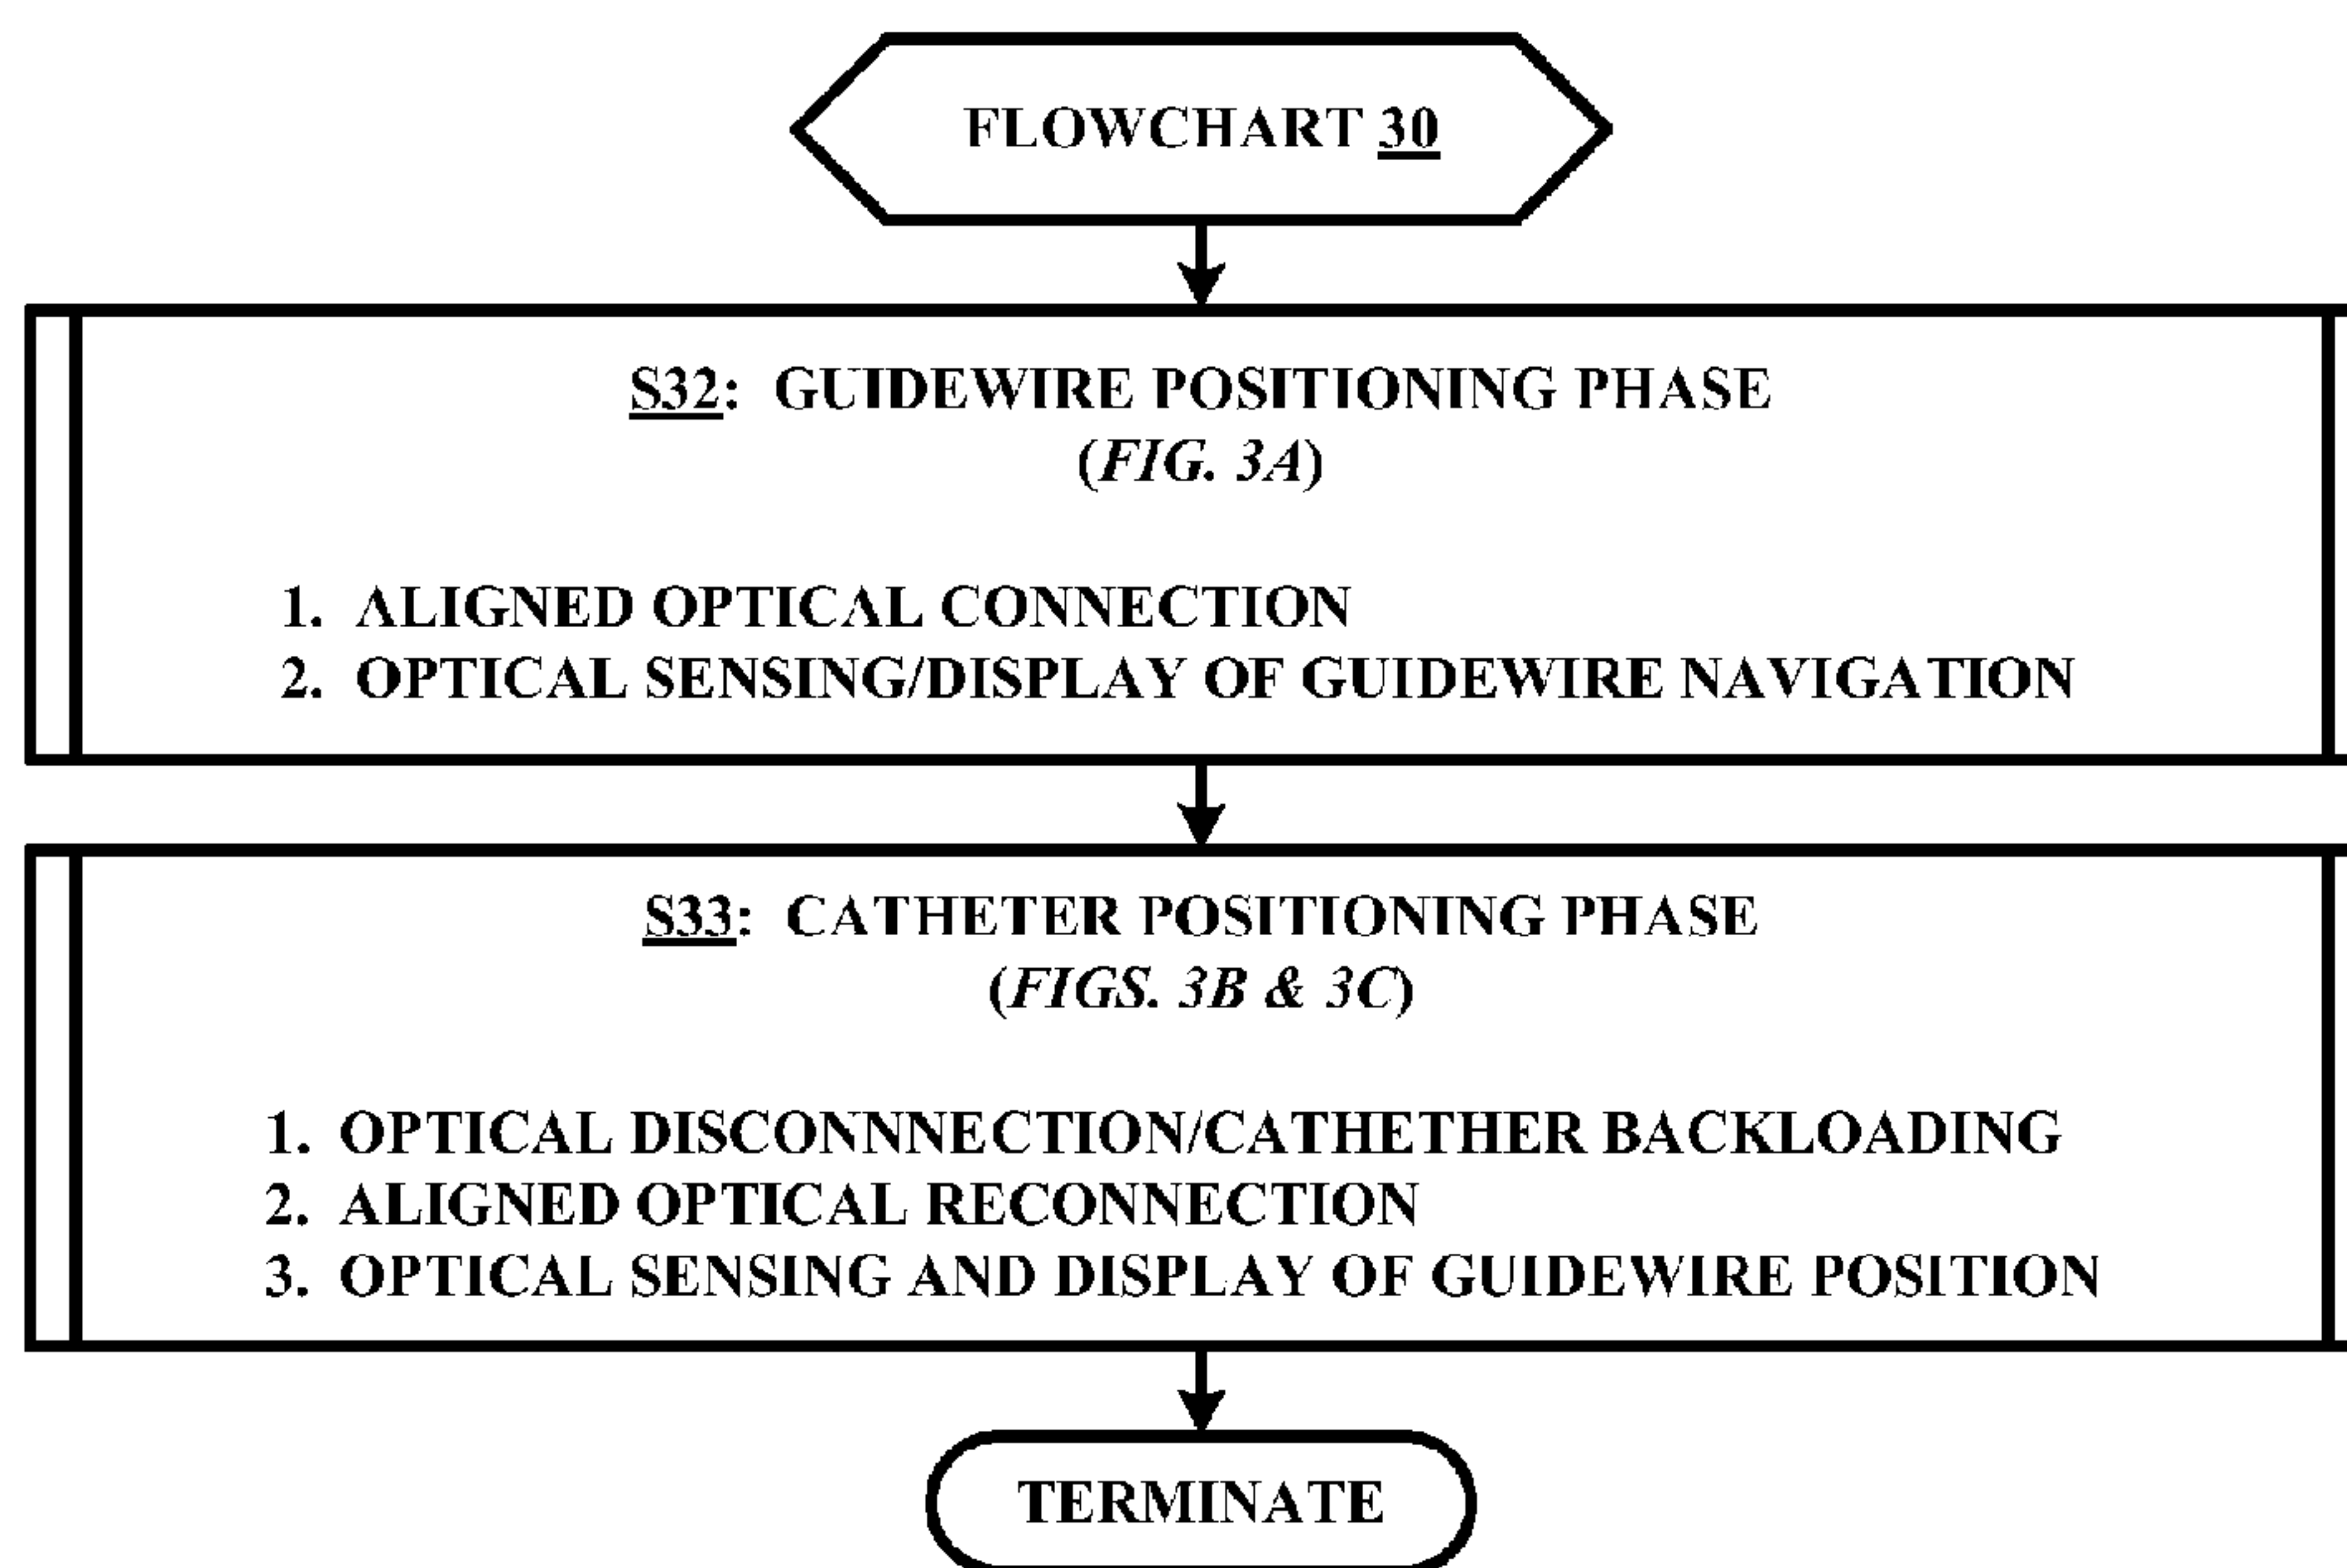 FLOWCHART 30
S32: GUIDEWIRE POSITIONING PHASE
(FIG. 3A)
1. ALIGNED OPTICAL CONNECTION
2. OPTICAL SENSING/DISPLAY OF GUIDEWIRE NAVIGATION
S33: CATHETER POSITIONING PHASE
(FIGS. 3B & 3C)
1. OPTICAL DISCONNNECTION/CATHETHER BACKLOADING
2. ALIGNED OPTICAL RECONNECTION
3. OPTICAL SENSING AND DISPLAY OF GUIDEWIRE POSITION
TERMINATE